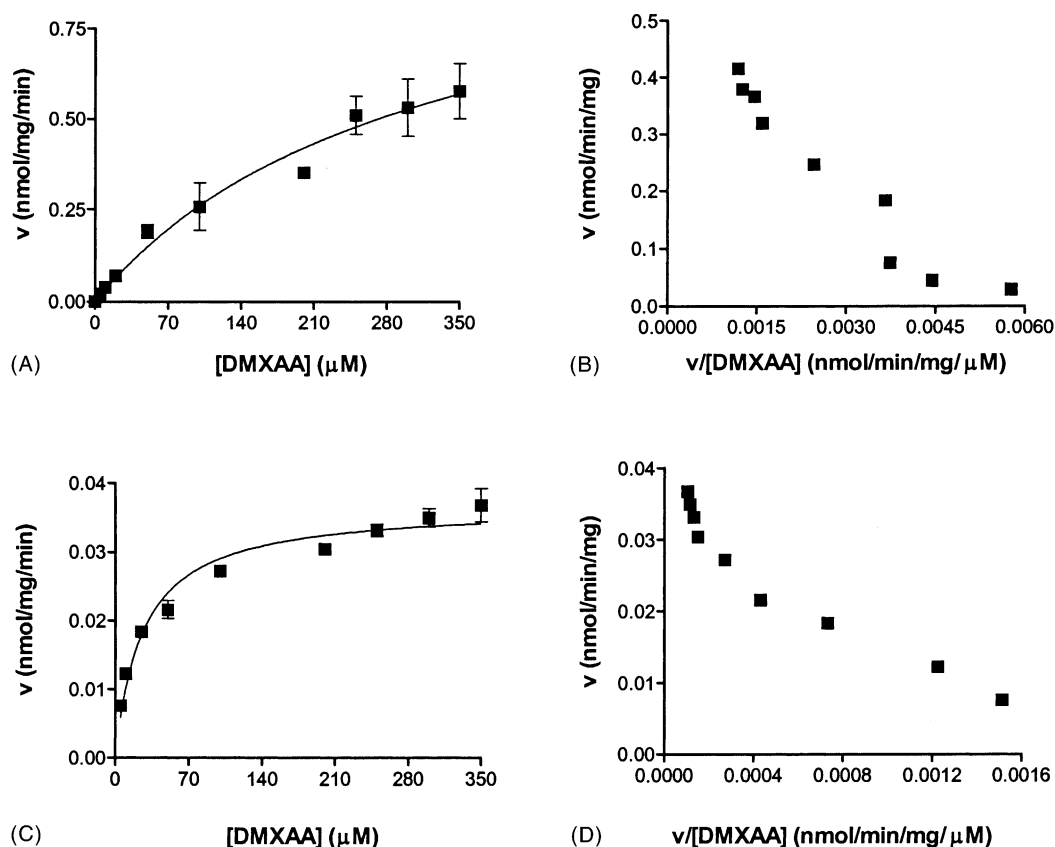 0.75
0.50
0.25
0.00
v (nmol/mg/min)
0 70 140 210 280 350
[DMXAA] (μM)
(A)
0.5
0.4
0.3
0.2
0.1
0.0
v (nmol/min/mg)
0.0000 0.0015 0.0030 0.0045 0.0060
v/[DMXAA] (nmol/min/mg/ μM)
(B)
0.04
0.03
0.02
0.01
0.00
v (nmol/mg/min)
0 70 140 210 280 350
[DMXAA] (μM)
(C)
0.04
0.03
0.02
0.01
0.00
v (nmol/min/mg)
0.0000 0.0004 0.0008 0.0012 0.0016
v/[DMXAA] (nmol/min/mg/ μM)
(D)